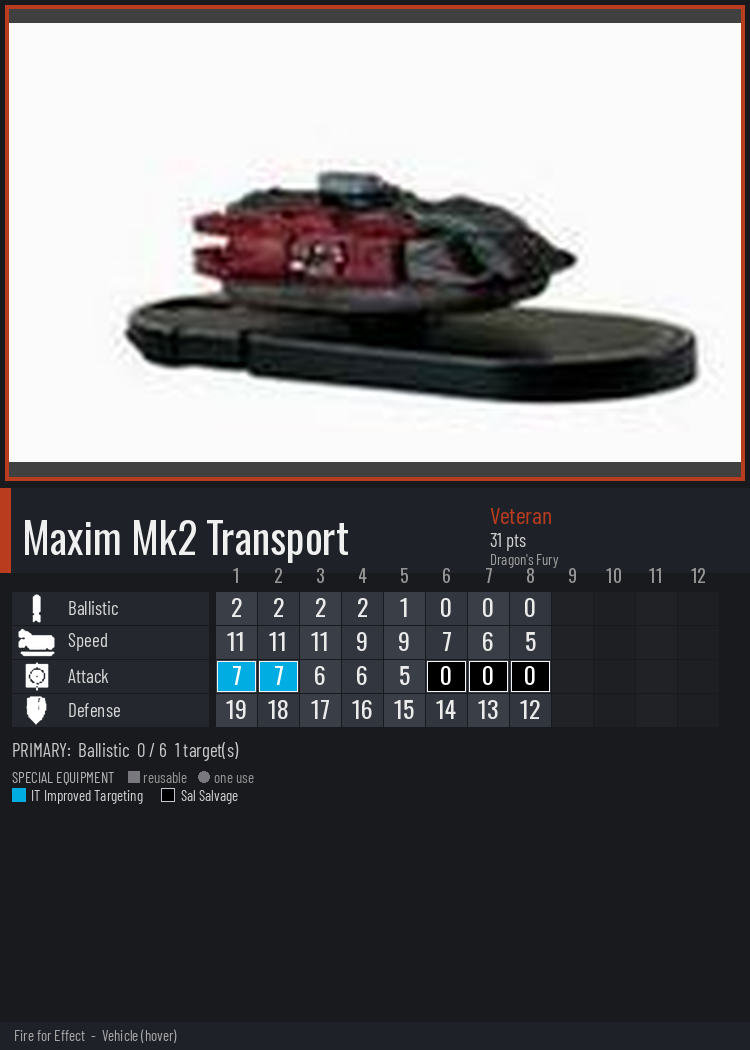 Maxim Mk2 Transport
Veteran
31 pts
Dragon's Fury
1 2 3 4 5 6 7 8 9 10 11 12
Ballistic 2 2 2 2 1 0 0 0
Speed 11 11 11 9 9 7 6 5
Attack 7 7 6 6 5 0 0 0
Defense 19 18 17 16 15 14 13 12
PRIMARY: Ballistic 0 / 6 1 target(s)
SPECIAL EQUIPMENT reusable one use
IT Improved Targeting Sal Salvage
Fire for Effect - Vehicle (hover)